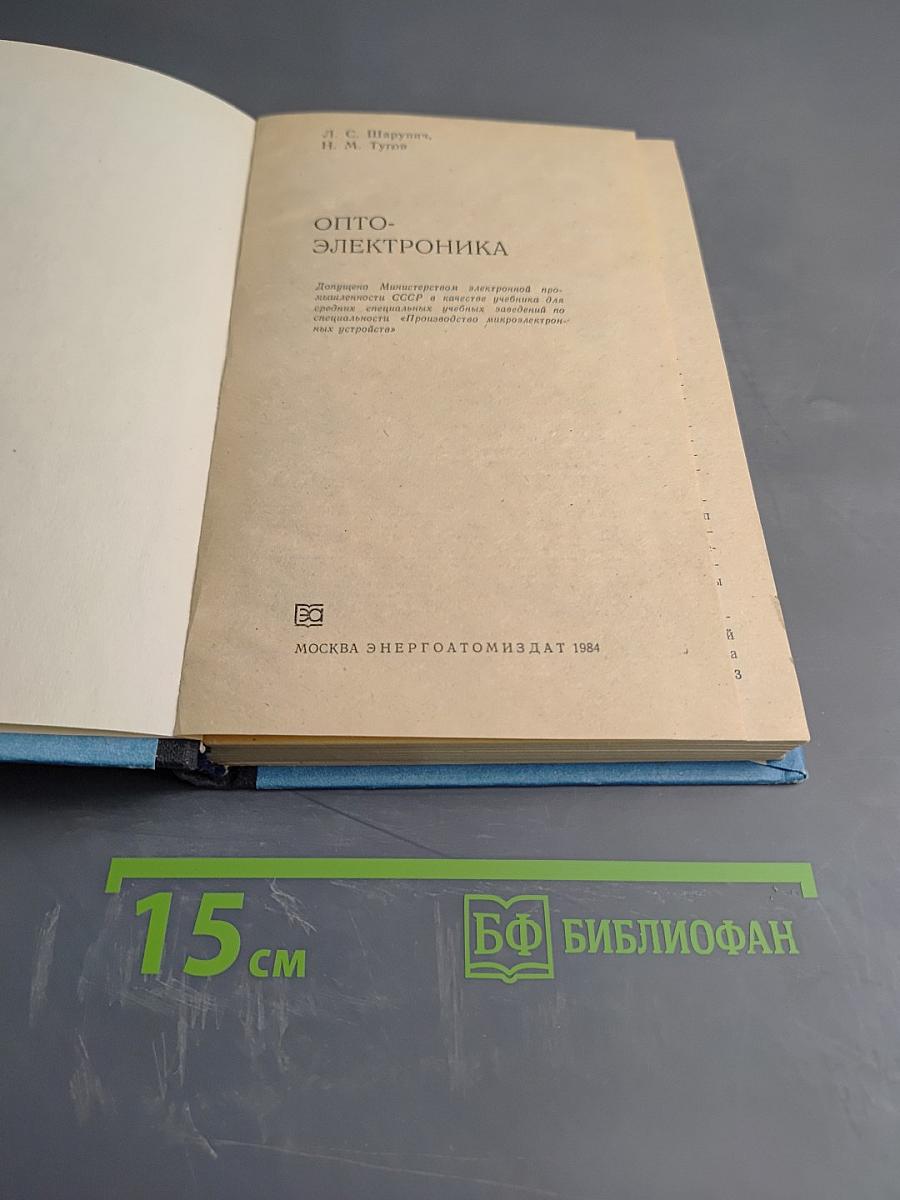 Л. С. Шарупич,
Н. М. Тугов
ОПТО-
ЭЛЕКТРОНИКА
Допущено Министерством электронной про-
мышленности СССР в качестве учебника для
средних специальных учебных заведений по
специальности «Производство микроэлектрон-
ных устройств»
п
ы
й
а
з
МОСКВА ЭНЕРГОАТОМИЗДАТ 1984
15 см
БФ БИБЛИОФАН